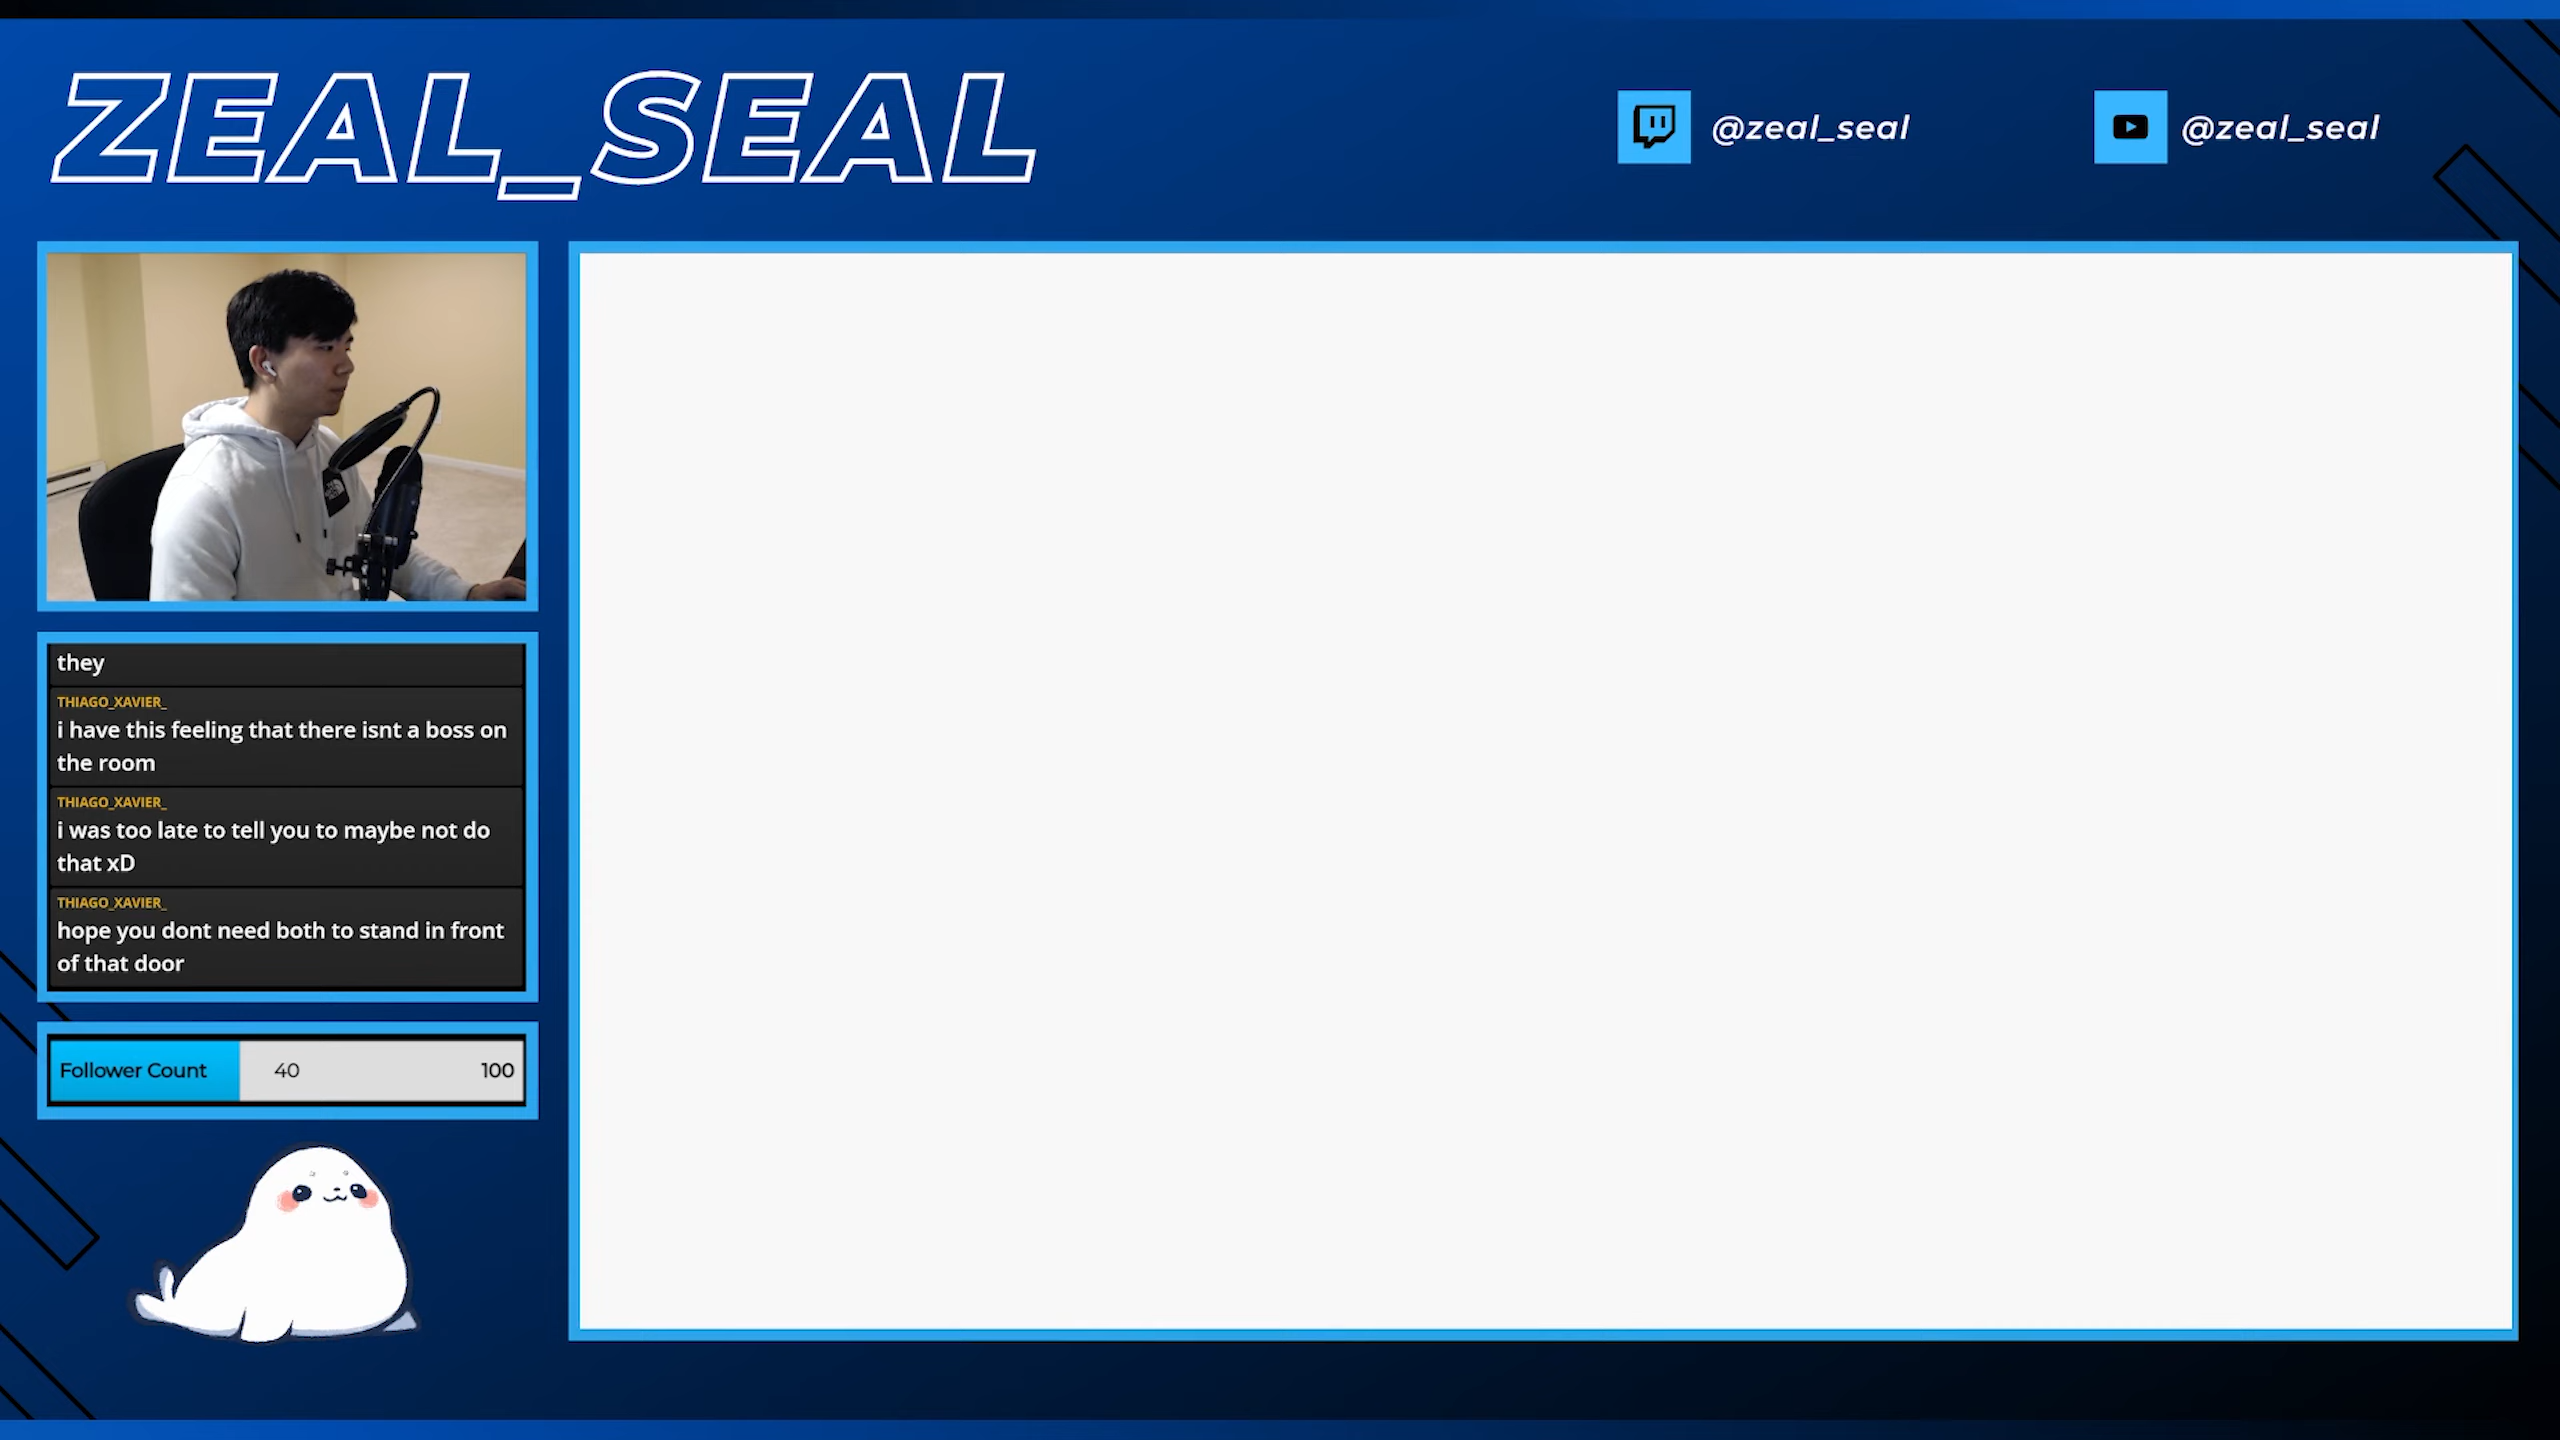 ZEAL_SEAL
@zeal_seal
@zeal_seal
they
THIAGO_XAVIER_
i have this feeling that there isnt a boss on
the room
THIAGO_XAVIER_
i was too late to tell you to maybe not do
that xD
THIAGO_XAVIER_
hope you dont need both to stand in front
of that door
Follower Count 40 100